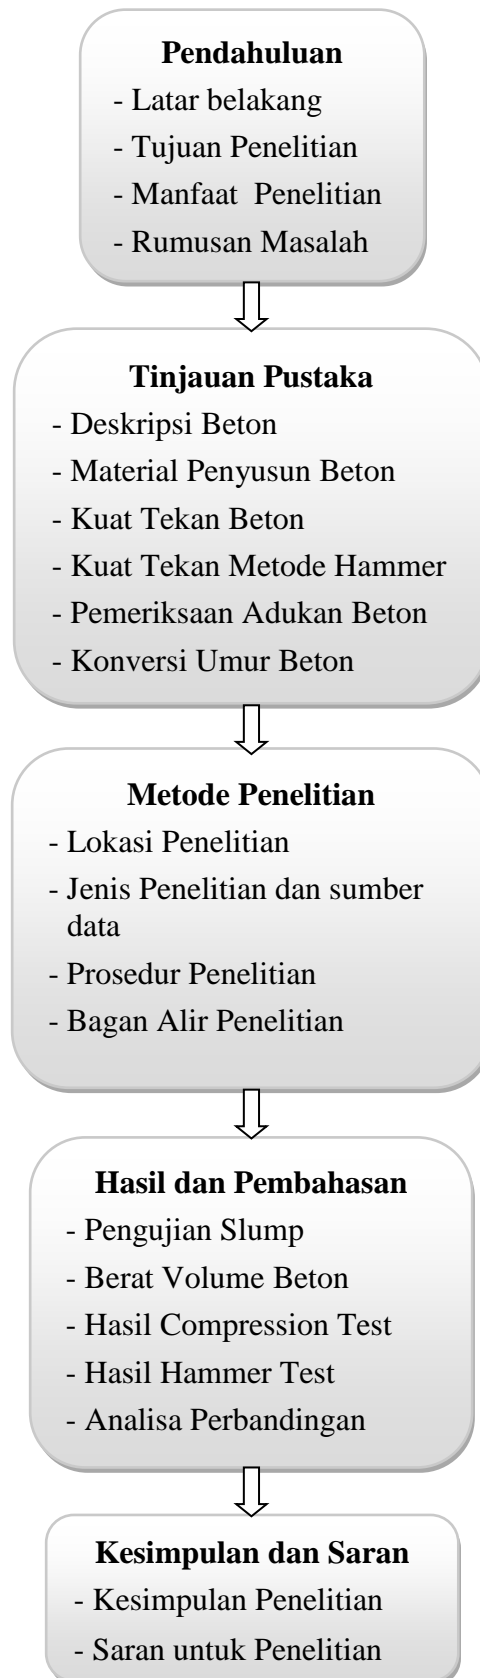 Pendahuluan
- Latar belakang
- Tujuan Penelitian
- Manfaat  Penelitian
- Rumusan Masalah
Tinjauan Pustaka
- Deskripsi Beton
- Material Penyusun Beton
- Kuat Tekan Beton
- Kuat Tekan Metode Hammer
- Pemeriksaan Adukan Beton
- Konversi Umur Beton
Metode Penelitian
- Lokasi Penelitian
- Jenis Penelitian dan sumber
data
- Prosedur Penelitian
- Bagan Alir Penelitian
Hasil dan Pembahasan
- Pengujian Slump
- Berat Volume Beton
- Hasil Compression Test
- Hasil Hammer Test
- Analisa Perbandingan
Kesimpulan dan Saran
- Kesimpulan Penelitian
- Saran untuk Penelitian